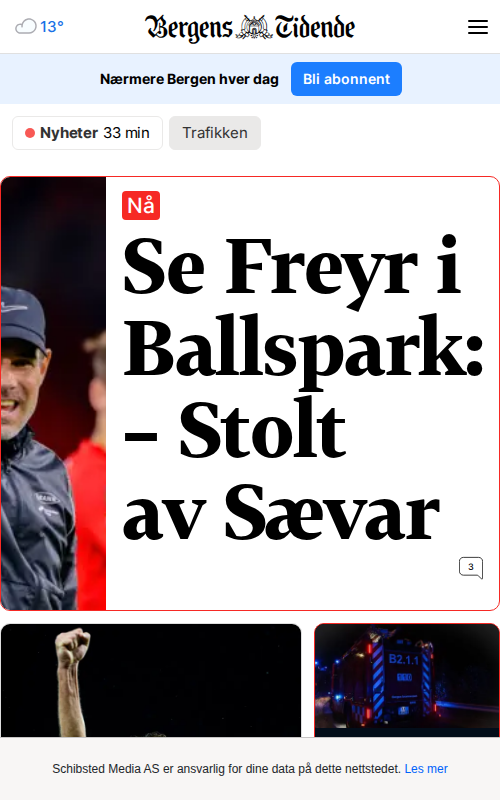 13°
Bergens Tidende
Nærmere Bergen hver dag
Bli abonnent
Nyheter 33 min
Trafikken
Nå
Se Freyr i
Ballspark:
– Stolt
av Sævar
3
B2.1.1
Schibsted Media AS er ansvarlig for dine data på dette nettstedet. Les mer